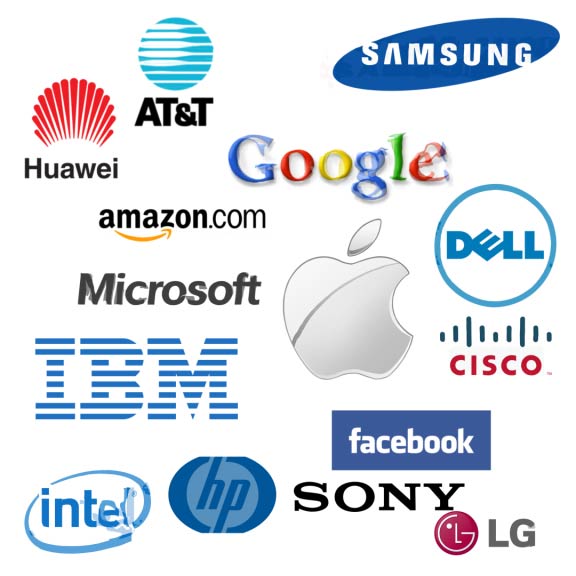 SAMSUNG
AT&T
Huawei
Google
amazon.com
DELL
Microsoft
CISCO
IBM
facebook
intel
hp
SONY
LG